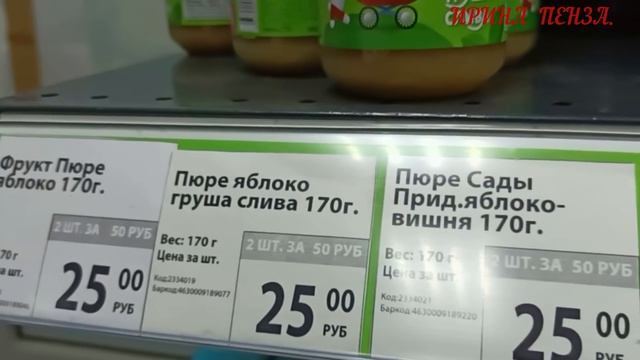 ИРИНА ПЕНЗА.
Фрукт Пюре
яблоко 170г.
2 ШТ. ЗА 50 РУБ
70 г
шт.
25 00
РУБ
Пюре яблоко
груша слива 170г.
Вес: 170 г
Цена за шт.
2 ШТ. ЗА 50 РУБ
Код:2334019
Баркод:4630009189077
25 00
РУБ
Пюре Сады
Прид.яблоко-
вишня 170г.
Вес: 170 г
Цена за шт.
2 ШТ. ЗА 50 РУБ
Код:2334021
Баркод:4630009189220
25 00
РУБ